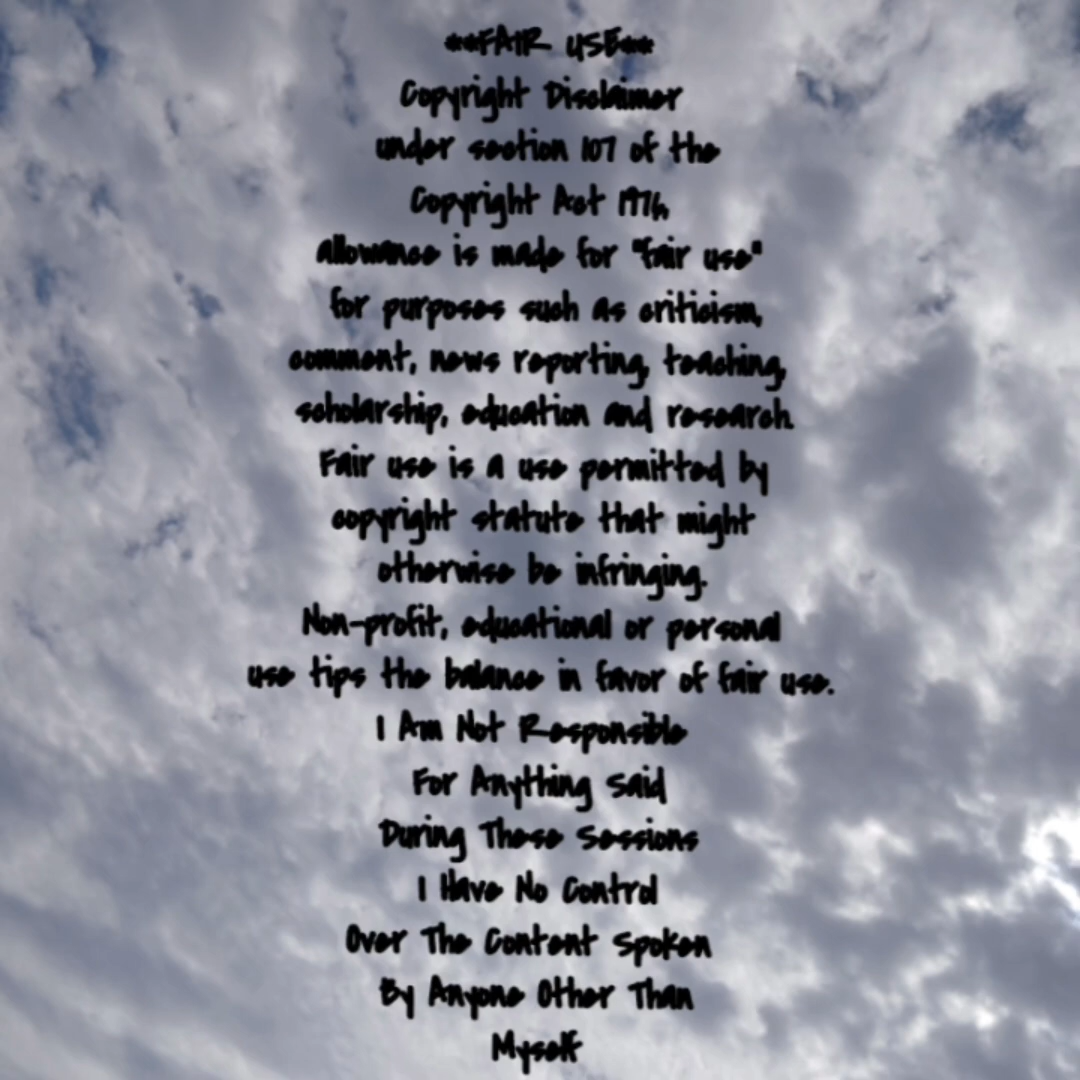 **FAIR USE**
Copyright Disclaimer
under section 107 of the
Copyright Act 1976,
allowance is made for "fair use"
for purposes such as criticism,
comment, news reporting, teaching,
scholarship, education and research.
Fair use is a use permitted by
copyright statute that might
otherwise be infringing.
Non-profit, educational or personal
use tips the balance in favor of fair use.
I Am Not Responsible
For Anything Said
During These Sessions
I Have No Control
Over The Content Spoken
By Anyone Other Than
Myself